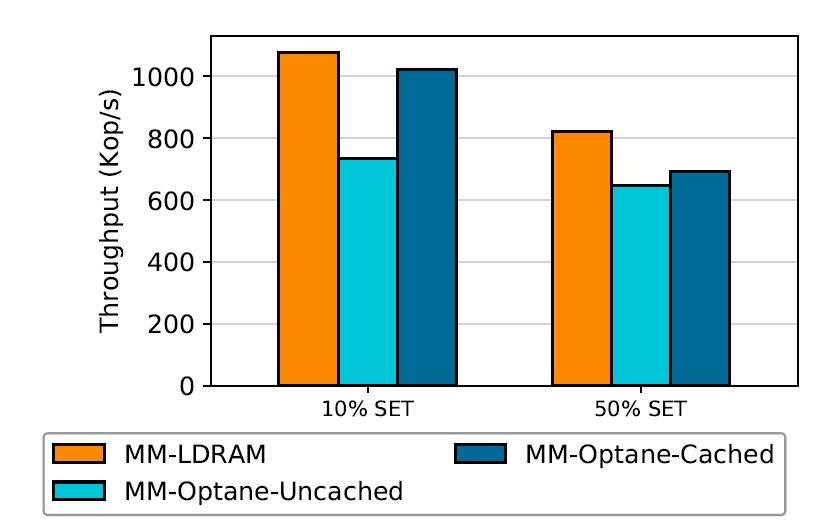 Throughput (Kop/s)
1000
800
600
400
200
0
10% SET
50% SET
MM-LDRAM
MM-Optane-Uncached
MM-Optane-Cached